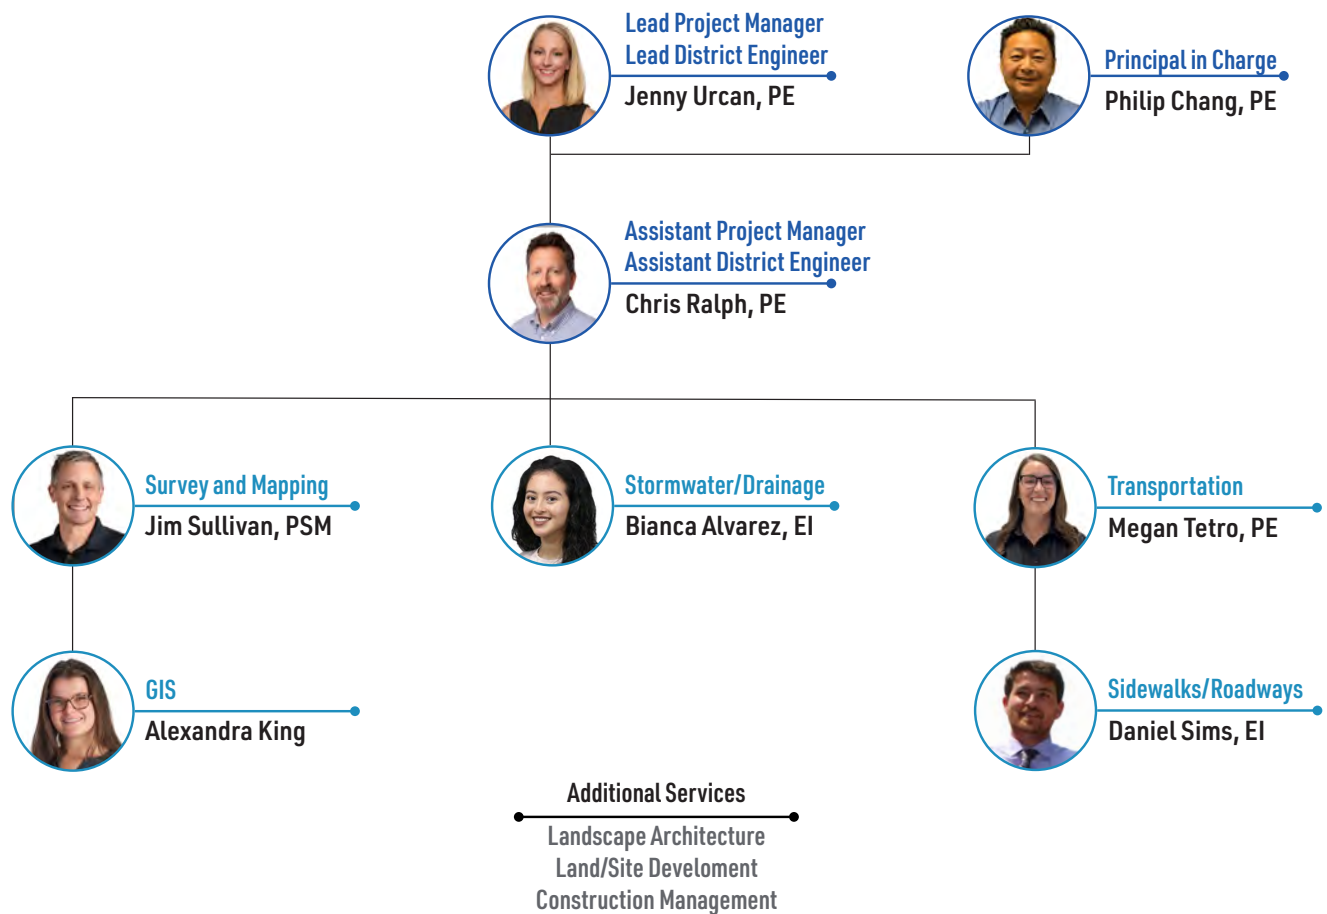 Lead Project Manager
Lead District Engineer
Jenny Urcan, PE
Principal in Charge
Philip Chang, PE
Assistant Project Manager
Assistant District Engineer
Chris Ralph, PE
Survey and Mapping
Jim Sullivan, PSM
Stormwater/Drainage
Bianca Alvarez, EI
Transportation
Megan Tetro, PE
GIS
Alexandra King
Sidewalks/Roadways
Daniel Sims, EI
Additional Services
Landscape Architecture
Land/Site Develoment
Construction Management